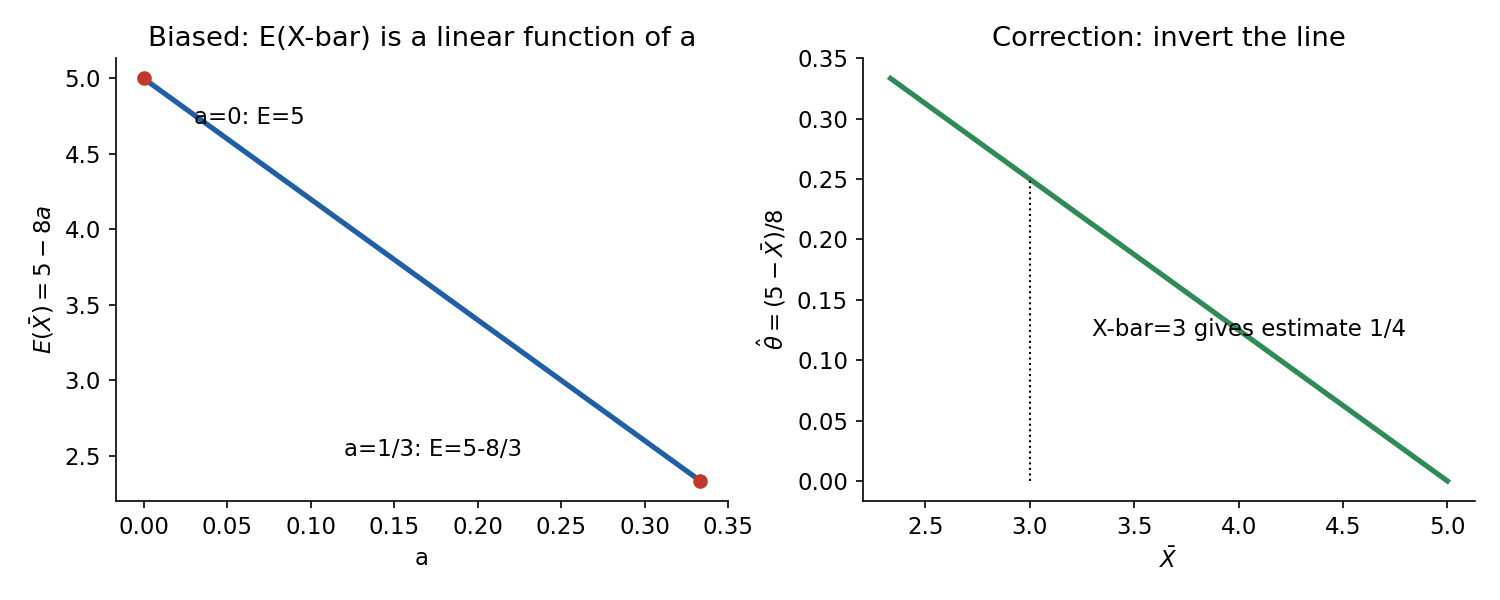 Biased: E(X-bar) is a linear function of a
E(X̄) = 5 − 8a
5.0
4.5
4.0
3.5
3.0
2.5
a=0: E=5
a=1/3: E=5-8/3
0.00 0.05 0.10 0.15 0.20 0.25 0.30 0.35
a
Correction: invert the line
θ̂ = (5 − X̄)/8
0.35
0.30
0.25
0.20
0.15
0.10
0.05
0.00
X-bar=3 gives estimate 1/4
2.5 3.0 3.5 4.0 4.5 5.0
X̄